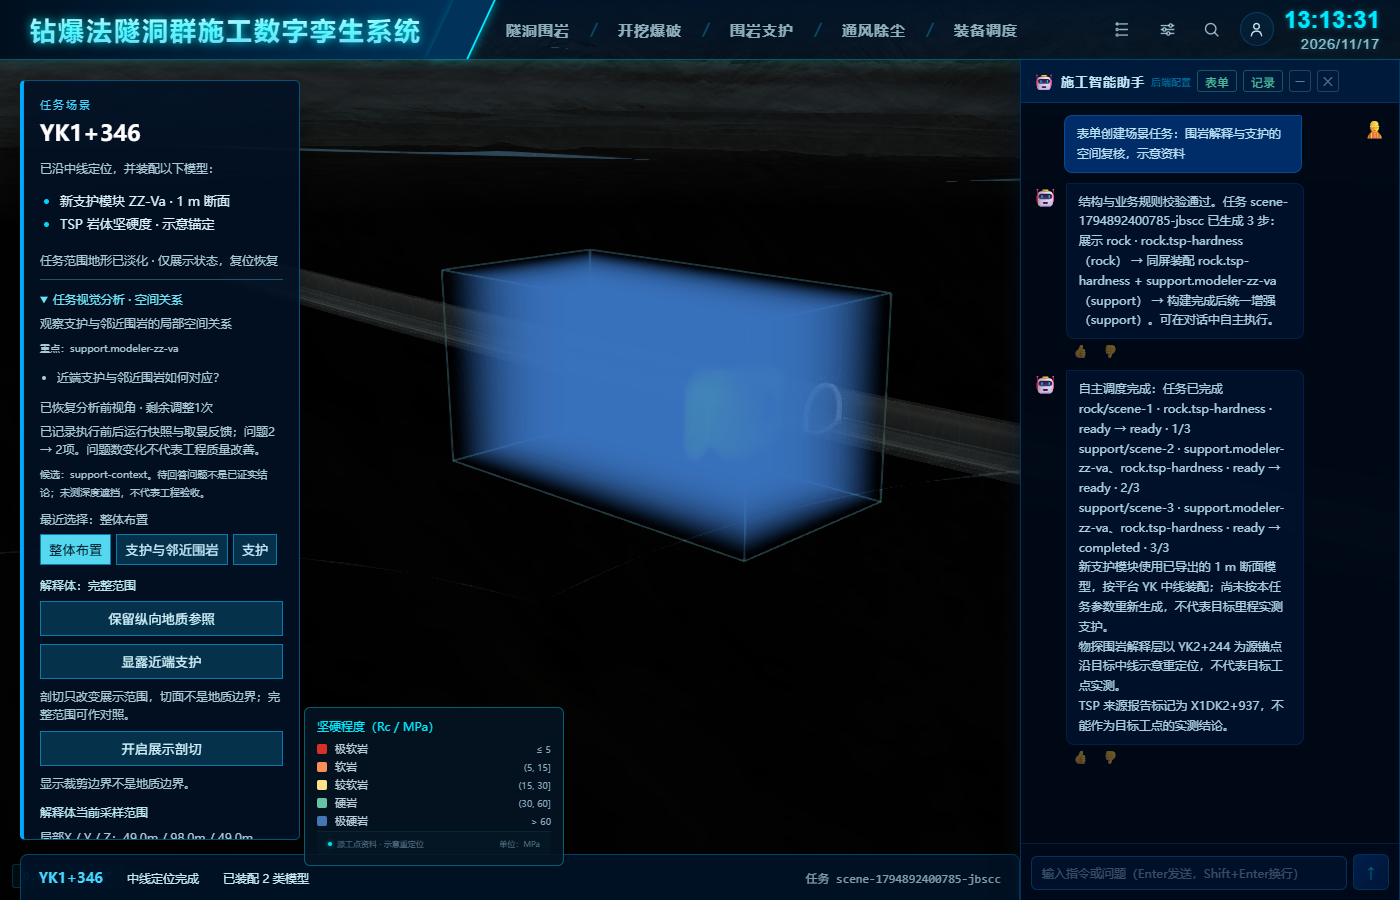 钻爆法隧洞群施工数字孪生系统
隧洞围岩 / 开挖爆破 / 围岩支护 / 通风除尘 / 装备调度
13:13:31
2026/11/17
任务场景
YK1+346
已沿中线定位，并装配以下模型：
新支护模块 ZZ-Va · 1 m 断面
TSP 岩体坚硬度 · 示意锚定
任务范围地形已淡化 · 仅展示状态，复位恢复
▼ 任务视觉分析 · 空间关系
观察支护与邻近围岩的局部空间关系
重点：support.modeler-zz-va
近端支护与邻近围岩如何对应？
已恢复分析前视角 · 剩余调整1次
已记录执行前后运行快照与取景反馈；问题2
→ 2项。问题数变化不代表工程质量改善。
候选：support-context。待回答问题不是已证实结
论；未测深度遮挡，不代表工程验收。
最近选择：整体布置
整体布置 支护与邻近围岩 支护
解释体：完整范围
保留纵向地质参照
显露近端支护
剖切只改变展示范围，切面不是地质边界；完
整范围可作对照。
开启展示剖切
显示裁剪边界不是地质边界。
解释体当前采样范围
局部X / Y / Z：49.0m / 98.0m / 49.0m
坚硬程度（Rc / MPa）
极软岩 ≤ 5
软岩 (5, 15]
较软岩 (15, 30]
硬岩 (30, 60]
极硬岩 > 60
源工点资料 · 示意重定位 单位：MPa
YK1+346 中线定位完成 已装配 2 类模型 任务 scene-1794892400785-jbscc
施工智能助手 后端配置 表单 记录
表单创建场景任务：围岩解释与支护的
空间复核，示意资料
结构与业务规则校验通过。任务 scene-
1794892400785-jbscc 已生成 3 步：
展示 rock · rock.tsp-hardness
（rock） → 同屏装配 rock.tsp-
hardness + support.modeler-zz-va
（support） → 构建完成后统一增强
（support）。可在对话中自主执行。
自主调度完成：任务已完成
rock/scene-1 · rock.tsp-hardness ·
ready → ready · 1/3
support/scene-2 · support.modeler-
zz-va、rock.tsp-hardness · ready →
ready · 2/3
support/scene-3 · support.modeler-
zz-va、rock.tsp-hardness · ready →
completed · 3/3
新支护模块使用已导出的 1 m 断面模
型，按平台 YK 中线装配；尚未按本任
务参数重新生成，不代表目标里程实测
支护。
物探围岩解释层以 YK2+244 为源锚点
沿目标中线示意重定位，不代表目标工
点实测。
TSP 来源报告标记为 X1DK2+937，不
能作为目标工点的实测结论。
输入指令或问题（Enter发送，Shift+Enter换行）